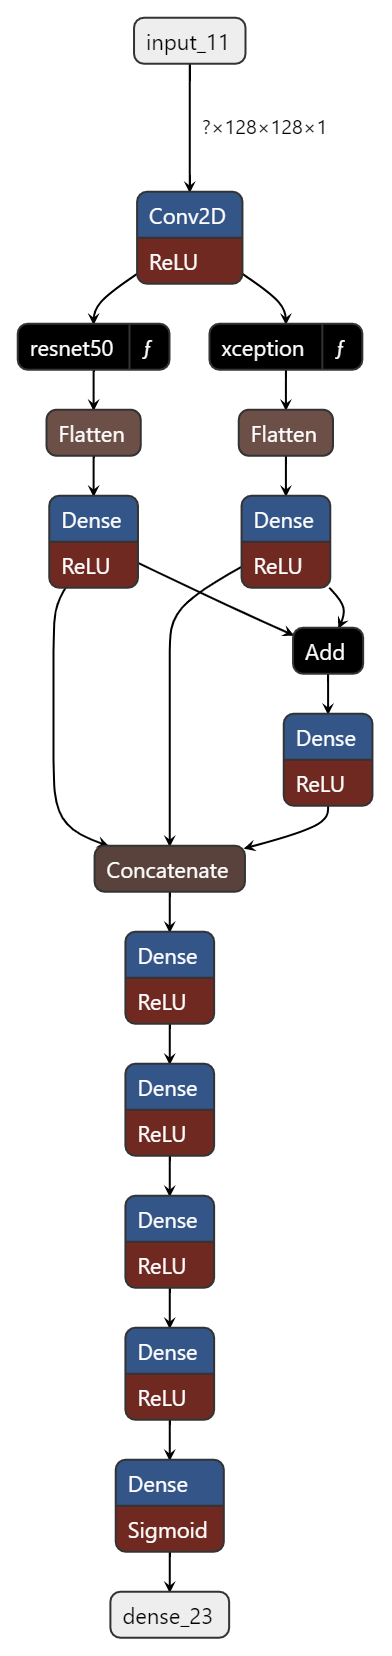 input_11
?×128×128×1
Conv2D
ReLU
resnet50 ƒ
xception ƒ
Flatten
Flatten
Dense
ReLU
Dense
ReLU
Add
Dense
ReLU
Concatenate
Dense
ReLU
Dense
ReLU
Dense
ReLU
Dense
ReLU
Dense
Sigmoid
dense_23